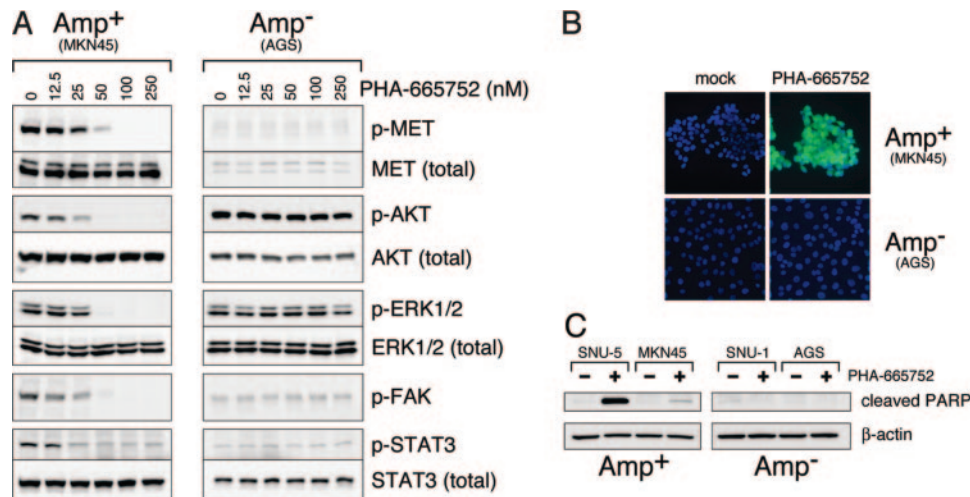 A
Amp+
(MKN45)
Amp-
(AGS)
0 12.5 25 50 100 250
0 12.5 25 50 100 250
PHA-665752 (nM)
p-MET
MET (total)
p-AKT
AKT (total)
p-ERK1/2
ERK1/2 (total)
p-FAK
p-STAT3
STAT3 (total)
B
mock PHA-665752
Amp+
(MKN45)
Amp-
(AGS)
C
SNU-5 MKN45 SNU-1 AGS
− + − + − + − + PHA-665752
cleaved PARP
β-actin
Amp+ Amp-